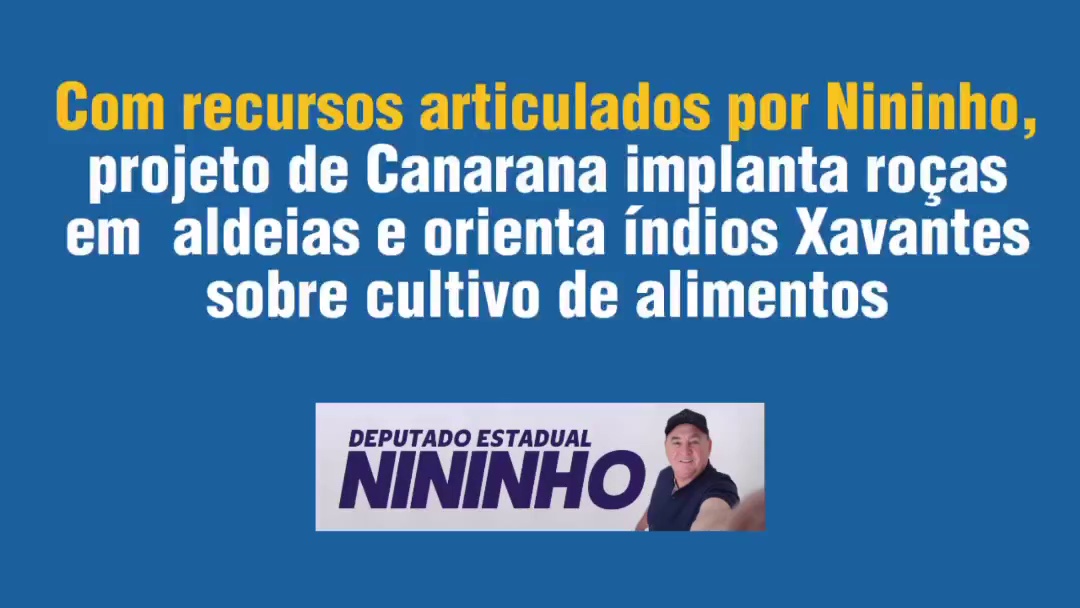 Com recursos articulados por Nininho,
projeto de Canarana implanta roças
em aldeias e orienta índios Xavantes
sobre cultivo de alimentos
DEPUTADO ESTADUAL
NININHO